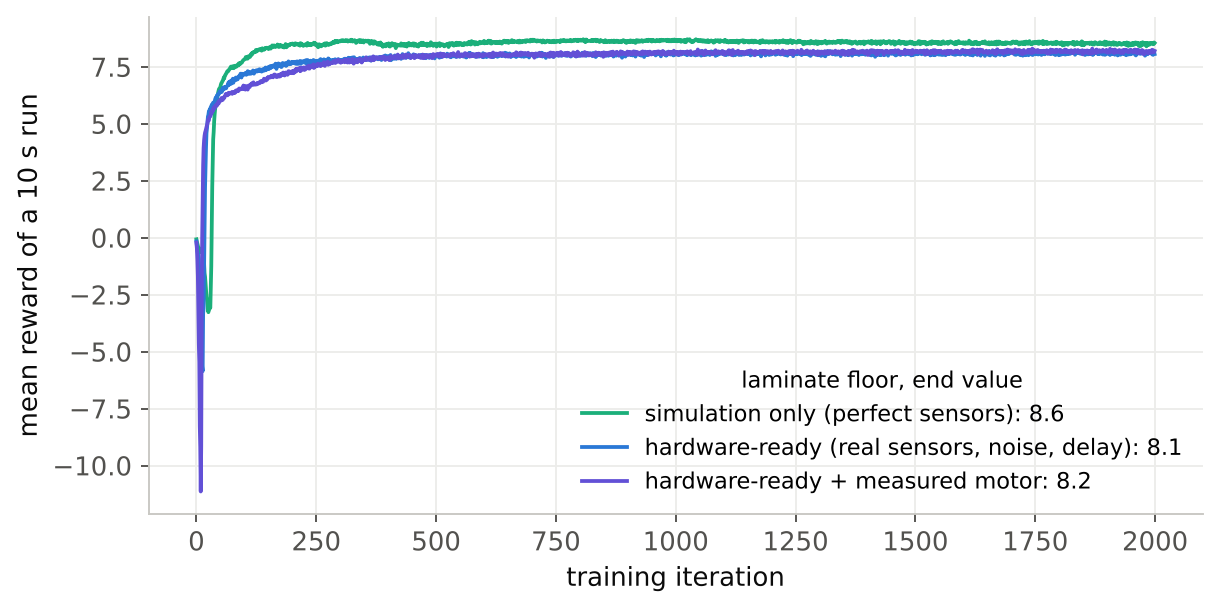 mean reward of a 10 s run
7.5
5.0
2.5
0.0
−2.5
−5.0
−7.5
−10.0
laminate floor, end value
simulation only (perfect sensors): 8.6
hardware-ready (real sensors, noise, delay): 8.1
hardware-ready + measured motor: 8.2
0 250 500 750 1000 1250 1500 1750 2000
training iteration